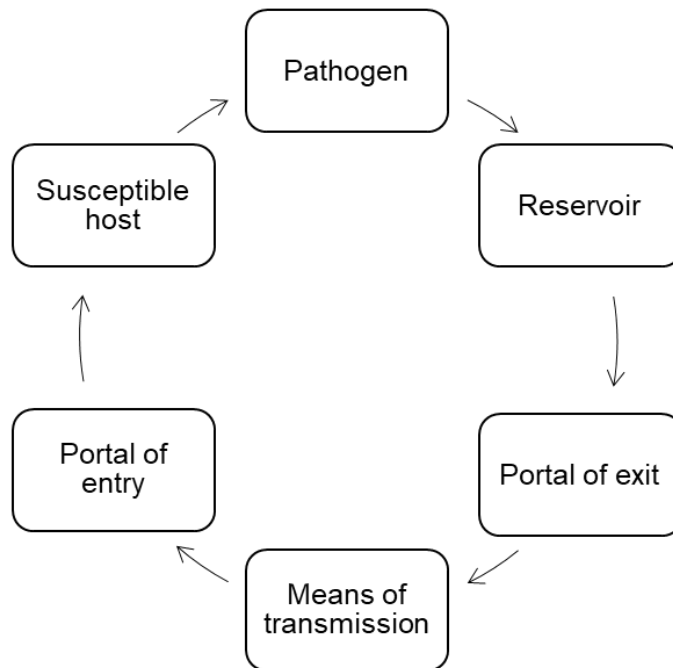 Pathogen
Reservoir
Portal of exit
Means of
transmission
Portal of
entry
Susceptible
host